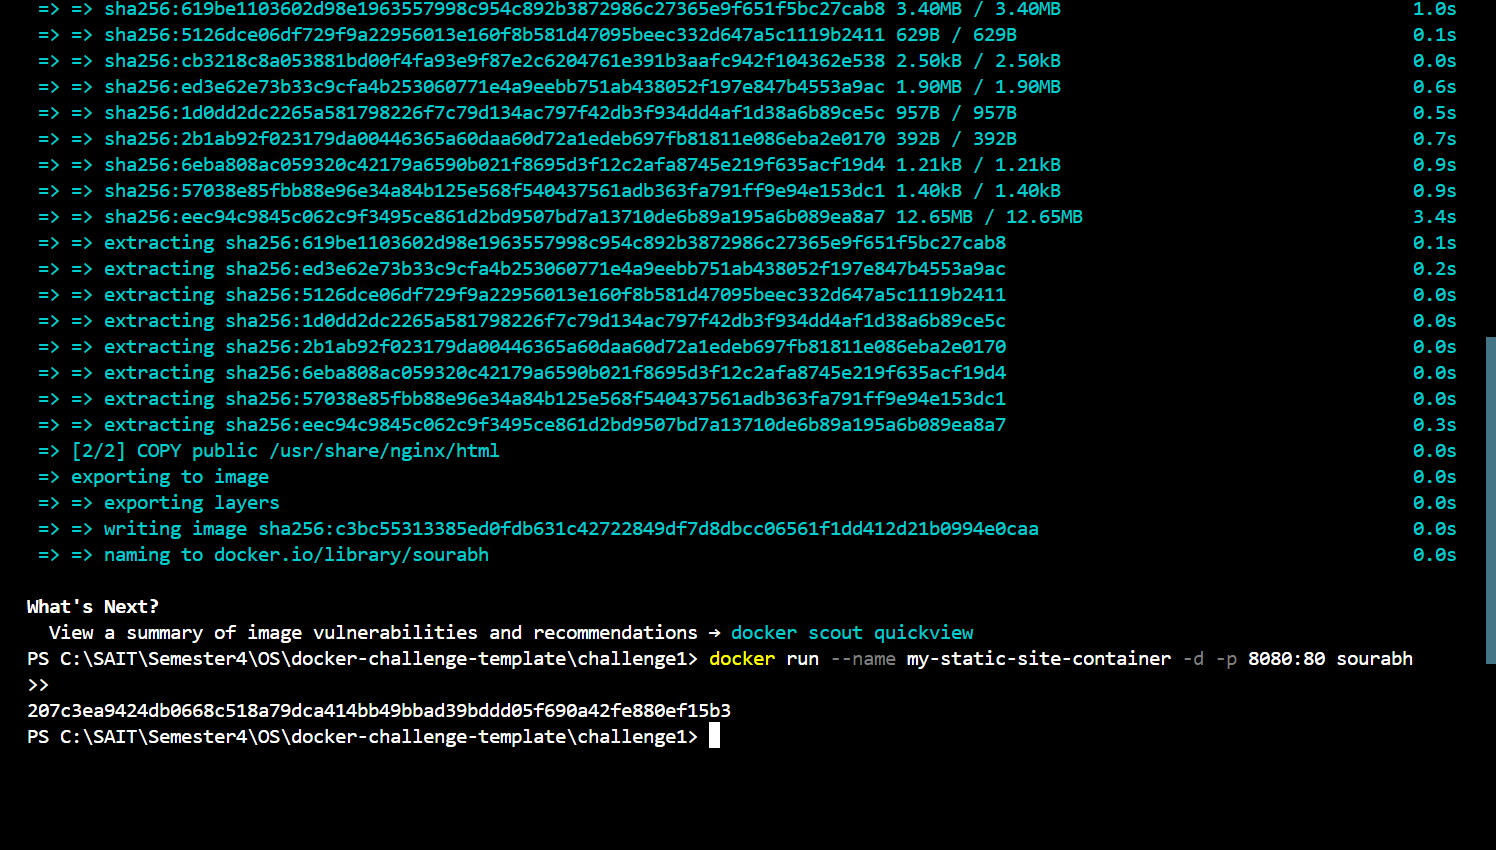 => => sha256:619be1103602d98e1963557998c954c892b3872986c27365e9f651f5bc27cab8 3.40MB / 3.40MB 1.0s
=> => sha256:5126dce06df729f9a22956013e160f8b581d47095beec332d647a5c1119b2411 629B / 629B 0.1s
=> => sha256:cb3218c8a053881bd00f4fa93e9f87e2c6204761e391b3aafc942f104362e538 2.50kB / 2.50kB 0.0s
=> => sha256:ed3e62e73b33c9cfa4b253060771e4a9eebb751ab438052f197e847b4553a9ac 1.90MB / 1.90MB 0.6s
=> => sha256:1d0dd2dc2265a581798226f7c79d134ac797f42db3f934dd4af1d38a6b89ce5c 957B / 957B 0.5s
=> => sha256:2b1ab92f023179da00446365a60daa60d72a1edeb697fb81811e086eba2e0170 392B / 392B 0.7s
=> => sha256:6eba808ac059320c42179a6590b021f8695d3f12c2afa8745e219f635acf19d4 1.21kB / 1.21kB 0.9s
=> => sha256:57038e85fbb88e96e34a84b125e568f540437561adb363fa791ff9e94e153dc1 1.40kB / 1.40kB 0.9s
=> => sha256:eec94c9845c062c9f3495ce861d2bd9507bd7a13710de6b89a195a6b089ea8a7 12.65MB / 12.65MB 3.4s
=> => extracting sha256:619be1103602d98e1963557998c954c892b3872986c27365e9f651f5bc27cab8 0.1s
=> => extracting sha256:ed3e62e73b33c9cfa4b253060771e4a9eebb751ab438052f197e847b4553a9ac 0.2s
=> => extracting sha256:5126dce06df729f9a22956013e160f8b581d47095beec332d647a5c1119b2411 0.0s
=> => extracting sha256:1d0dd2dc2265a581798226f7c79d134ac797f42db3f934dd4af1d38a6b89ce5c 0.0s
=> => extracting sha256:2b1ab92f023179da00446365a60daa60d72a1edeb697fb81811e086eba2e0170 0.0s
=> => extracting sha256:6eba808ac059320c42179a6590b021f8695d3f12c2afa8745e219f635acf19d4 0.0s
=> => extracting sha256:57038e85fbb88e96e34a84b125e568f540437561adb363fa791ff9e94e153dc1 0.0s
=> => extracting sha256:eec94c9845c062c9f3495ce861d2bd9507bd7a13710de6b89a195a6b089ea8a7 0.3s
=> [2/2] COPY public /usr/share/nginx/html 0.0s
=> exporting to image 0.0s
=> => exporting layers 0.0s
=> => writing image sha256:c3bc55313385ed0fdb631c42722849df7d8dbcc06561f1dd412d21b0994e0caa 0.0s
=> => naming to docker.io/library/sourabh 0.0s
What's Next?
View a summary of image vulnerabilities and recommendations → docker scout quickview
PS C:\SAIT\Semester4\OS\docker-challenge-template\challenge1> docker run --name my-static-site-container -d -p 8080:80 sourabh
>>
207c3ea9424db0668c518a79dca414bb49bbad39bddd05f690a42fe880ef15b3
PS C:\SAIT\Semester4\OS\docker-challenge-template\challenge1>